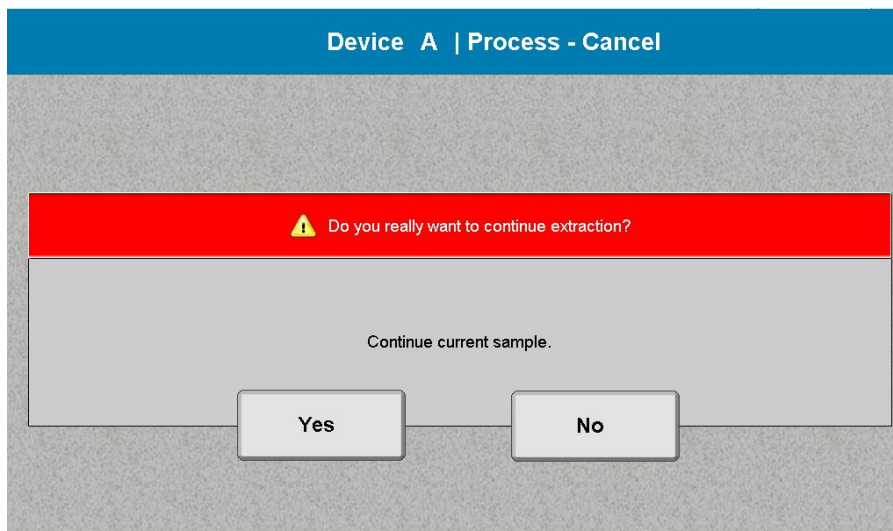 Device A | Process - Cancel
Do you really want to continue extraction?
Continue current sample.
Yes No